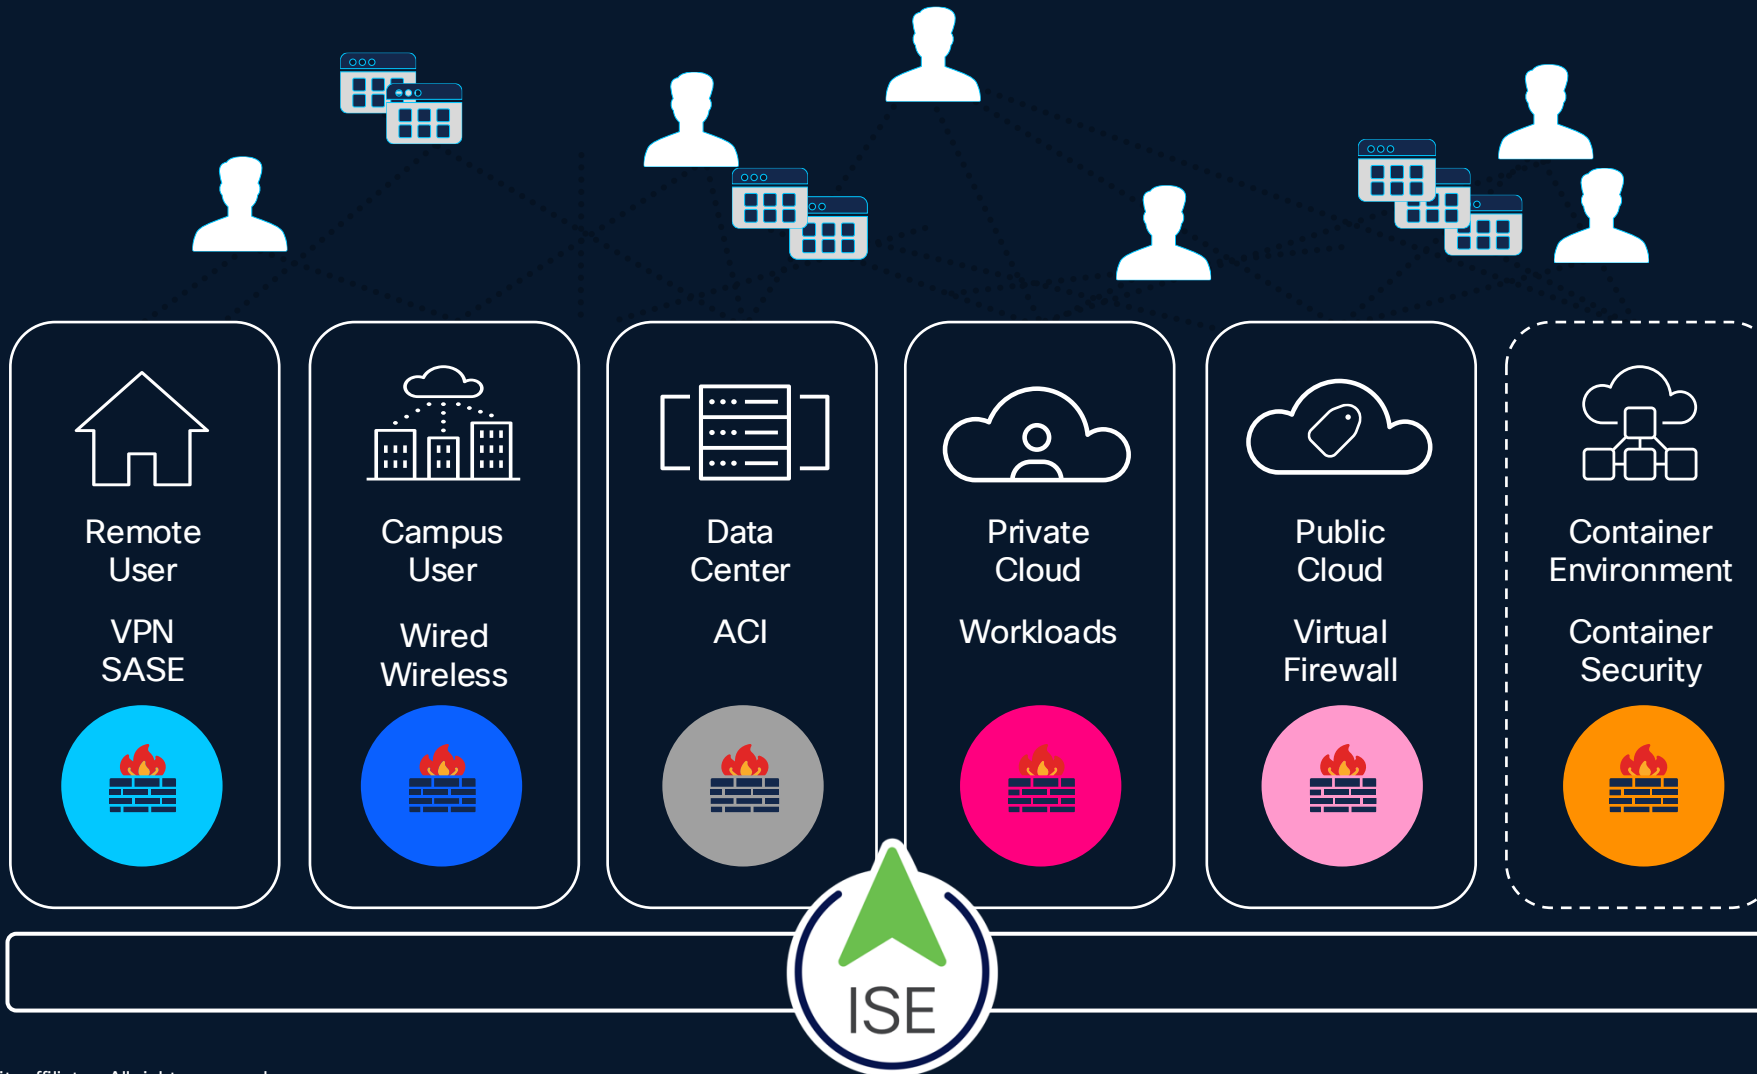 Remote
User
VPN
SASE
Campus
User
Wired
Wireless
Data
Center
ACI
Private
Cloud
Workloads
Public
Cloud
Virtual
Firewall
Container
Environment
Container
Security
ISE